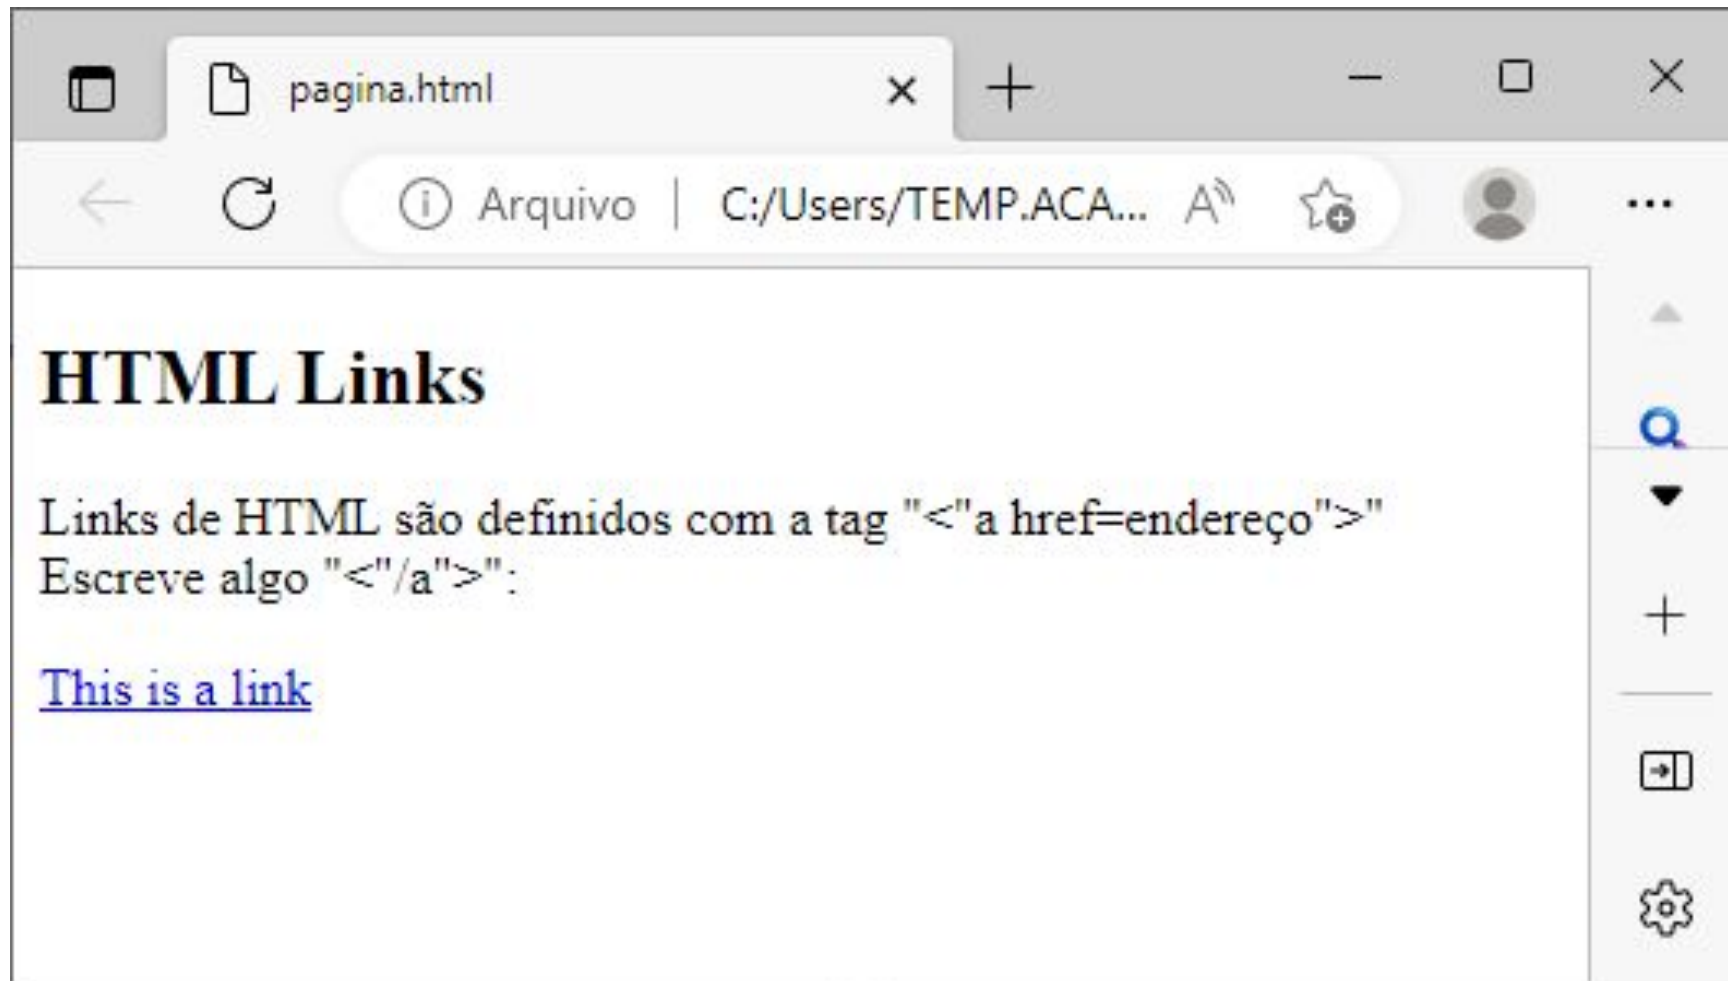 pagina.html
Arquivo | C:/Users/TEMP.ACA...
HTML Links
Links de HTML são definidos com a tag "<"a href=endereço">"
Escreve algo "<"/a">":
This is a link